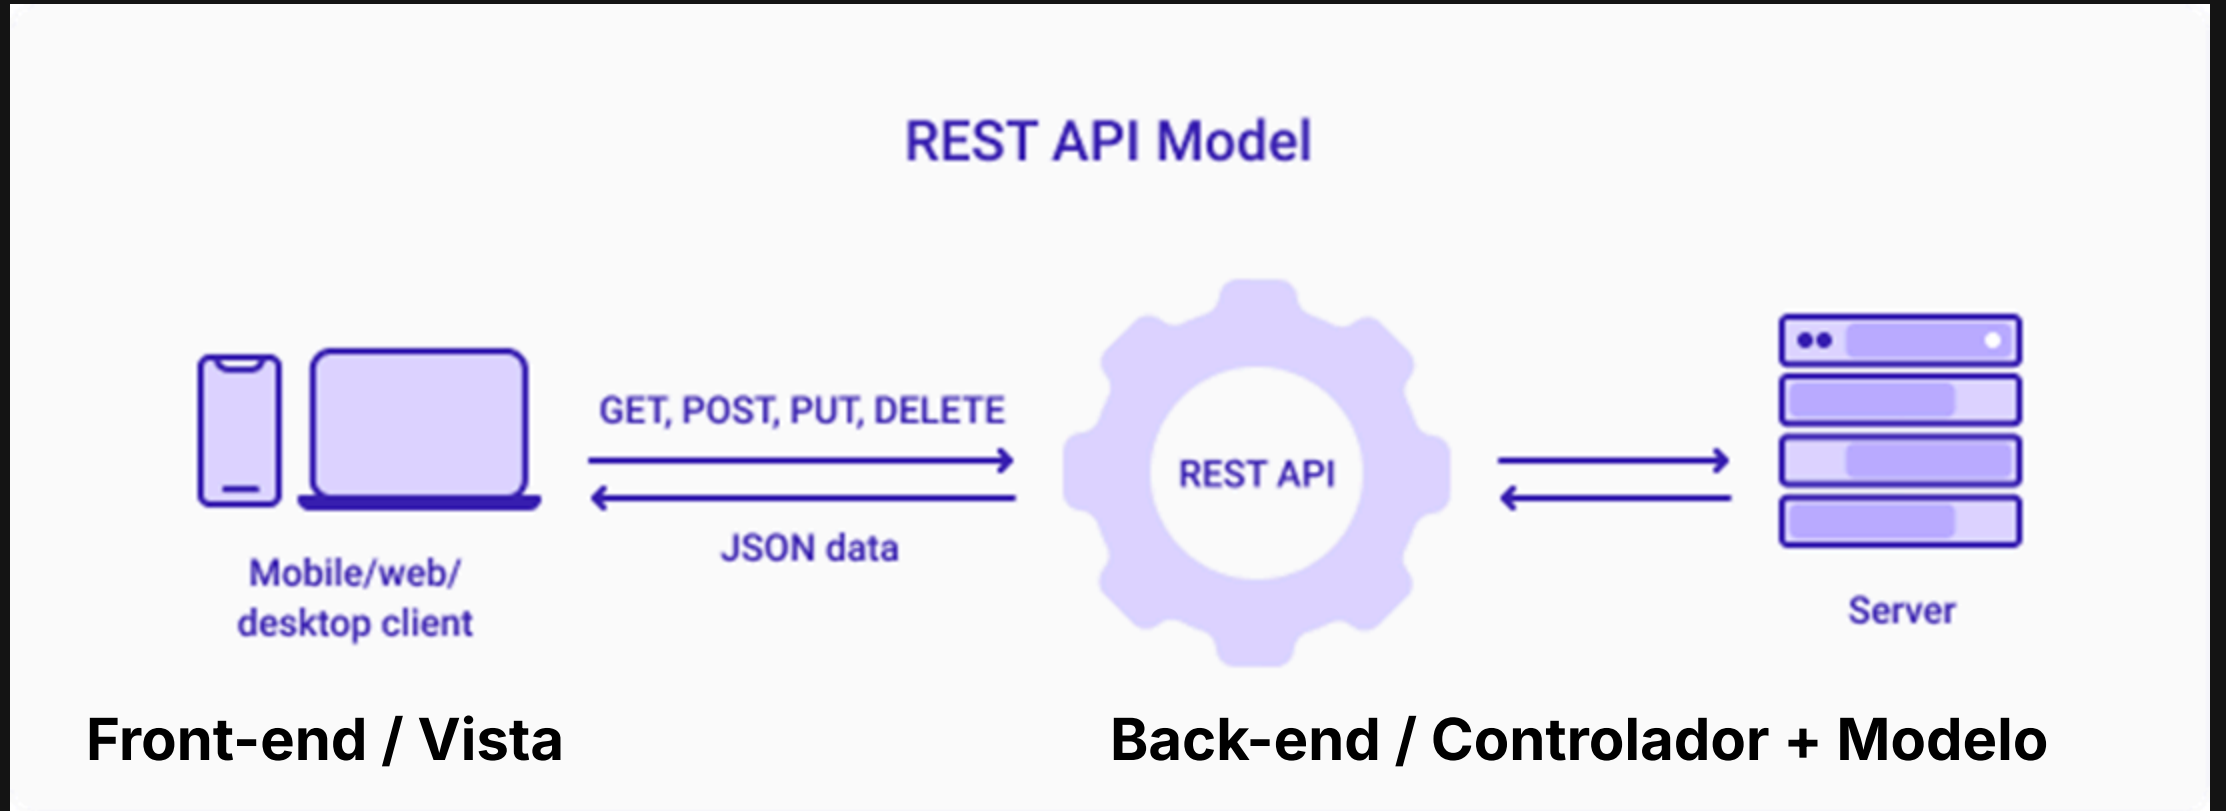 REST API Model
GET, POST, PUT, DELETE
REST API
JSON data
Mobile/web/
desktop client
Server
Front-end / Vista
Back-end / Controlador + Modelo